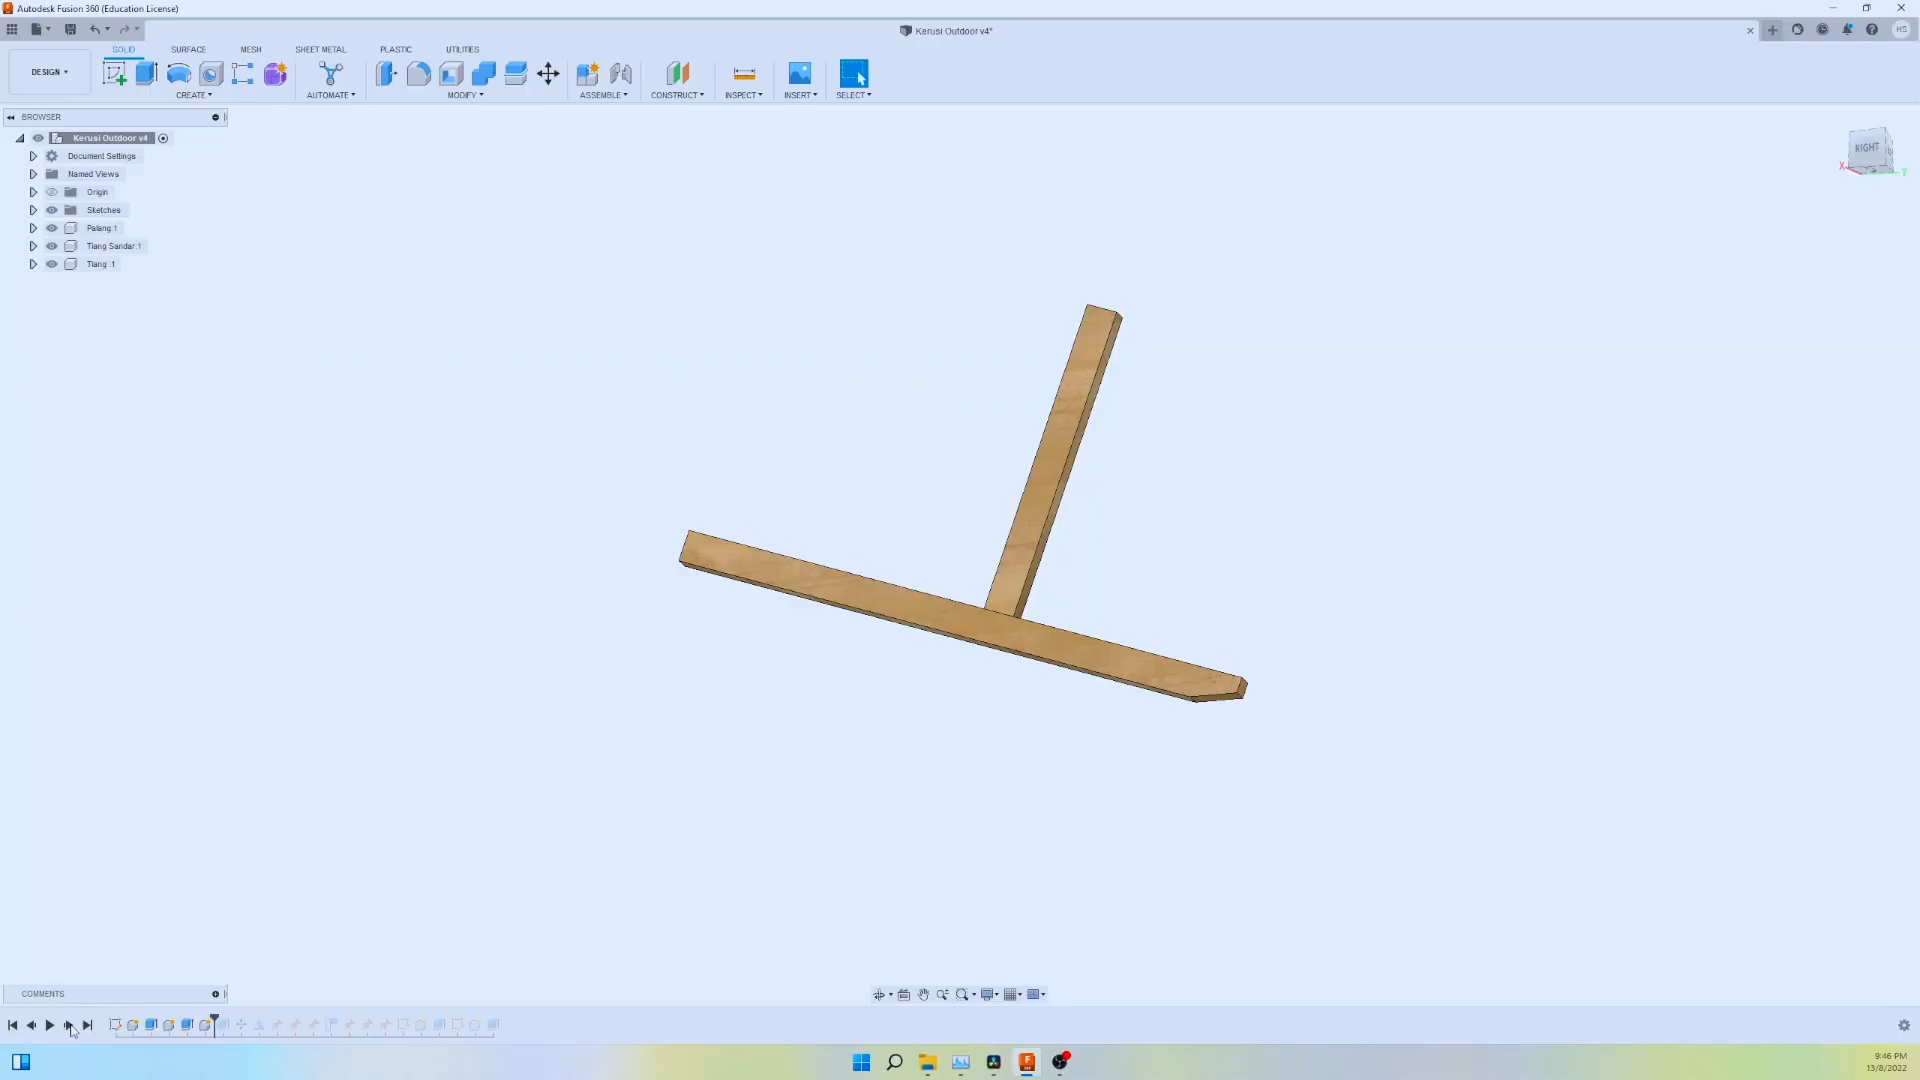 Autodesk Fusion 360 (Education License)
Kerusi Outdoor v4*
HS
SOLID
SURFACE
MESH
SHEET METAL
PLASTIC
UTILITIES
DESIGN
CREATE
AUTOMATE
MODIFY
ASSEMBLE
CONSTRUCT
INSPECT
INSERT
SELECT
BROWSER
Kerusi Outdoor v4
Document Settings
Named Views
Origin
Sketches
Palang:1
Tiang Sandar:1
Tiang :1
RIGHT
X
Y
COMMENTS
9:46 PM
13/8/2022